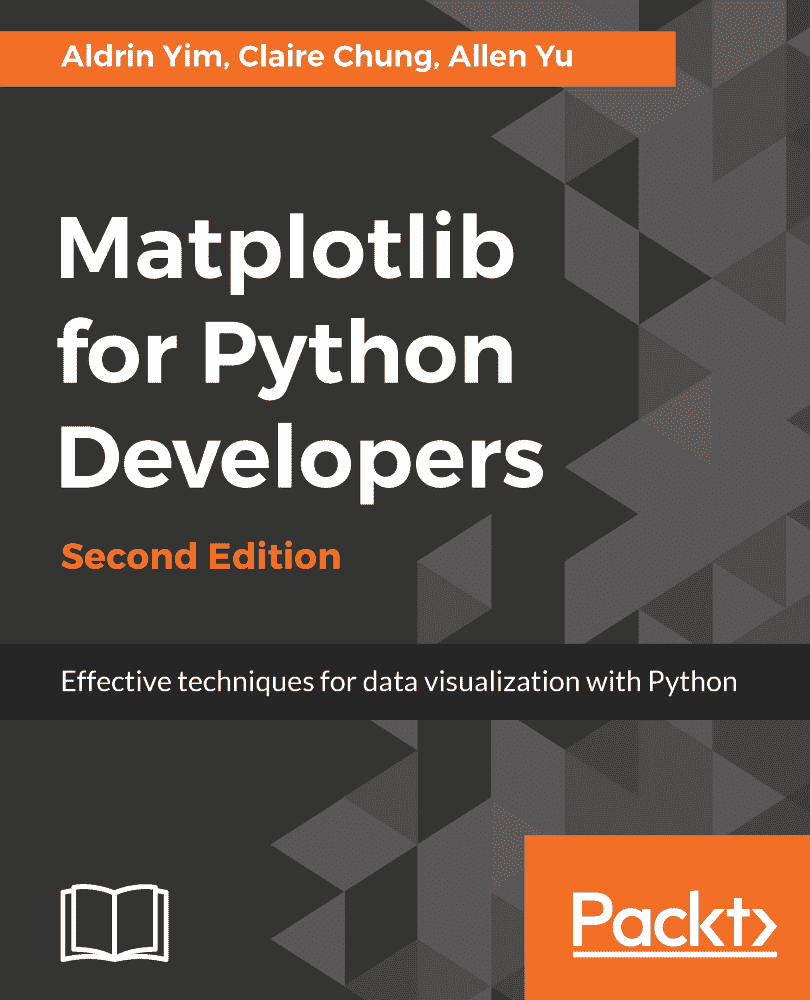 Aldrin Yim, Claire Chung, Allen Yu
Matplotlib
for Python
Developers
Second Edition
Effective techniques for data visualization with Python
Packt>